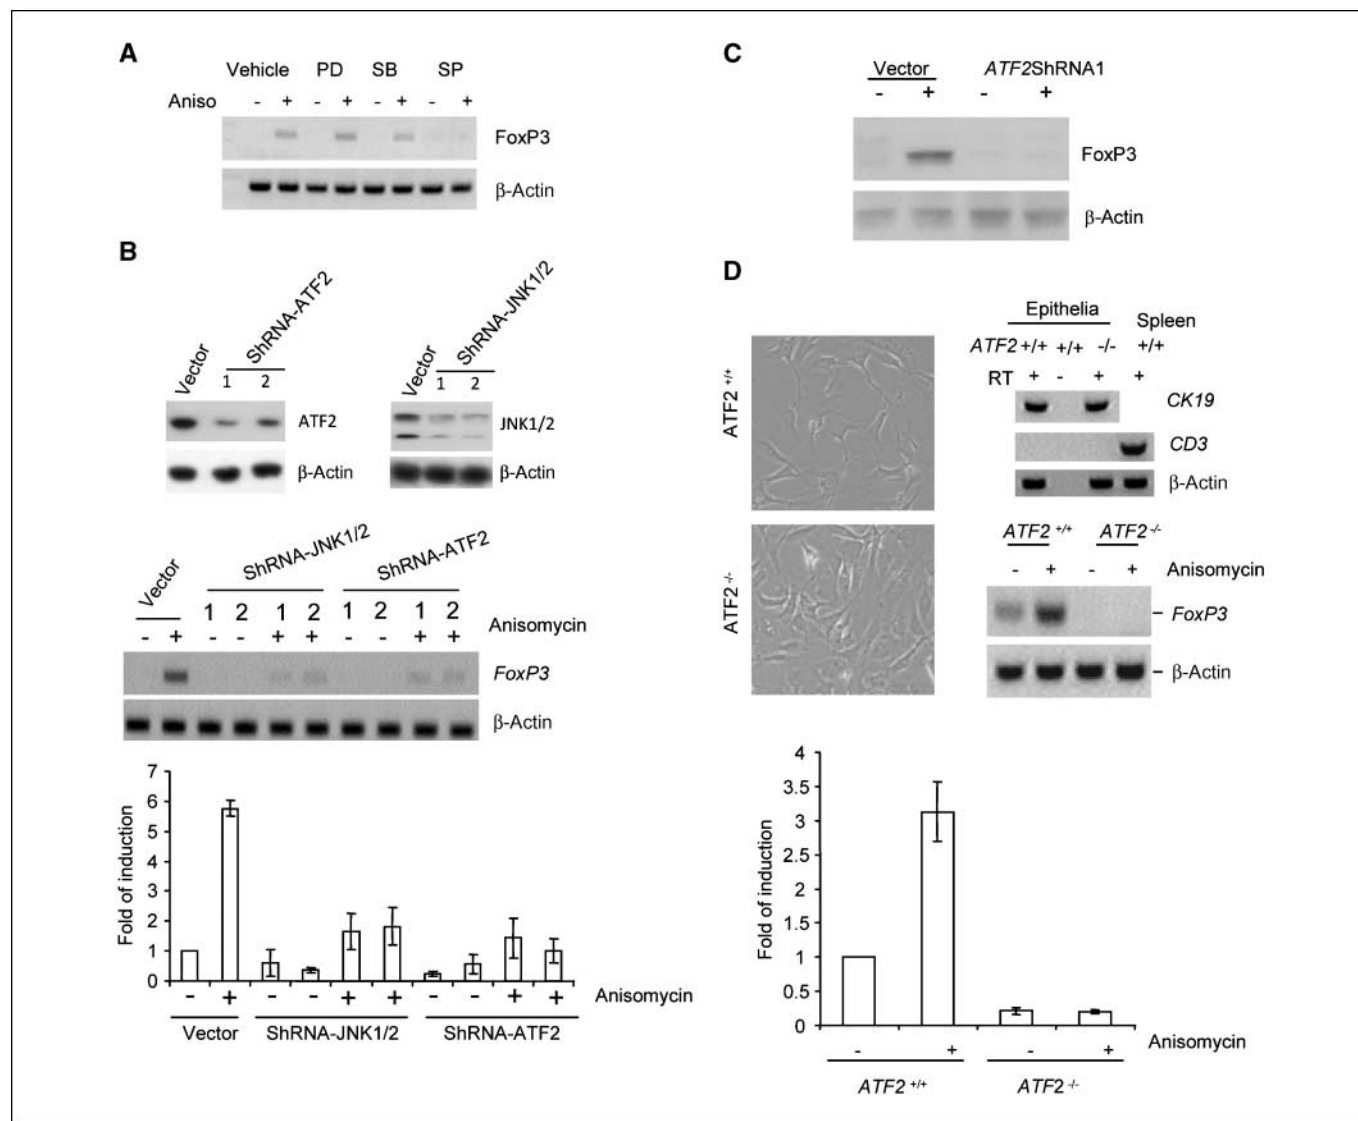 A
Vehicle PD SB SP
Aniso - + - + - + - +
FoxP3
β-Actin
B
Vector ShRNA-ATF2
1 2
ATF2
β-Actin
Vector ShRNA-JNK1/2
1 2
JNK1/2
β-Actin
Vector ShRNA-JNK1/2 ShRNA-ATF2
1 2 1 2 1 2 1 2
- + - - + + - - + + Anisomycin
FoxP3
β-Actin
Fold of induction
7
6
5
4
3
2
1
0
- + - - + + - - + + Anisomycin
Vector ShRNA-JNK1/2 ShRNA-ATF2
C
Vector ATF2ShRNA1
- + - +
FoxP3
β-Actin
D
ATF2 +/+
ATF2 -/-
Epithelia Spleen
ATF2 +/+ +/+ -/- +/+
RT + - + +
CK19
CD3
β-Actin
ATF2 +/+ ATF2 -/-
- + - + Anisomycin
FoxP3
β-Actin
Fold of induction
4
3.5
3
2.5
2
1.5
1
0.5
0
- + - + Anisomycin
ATF2 +/+ ATF2 -/-